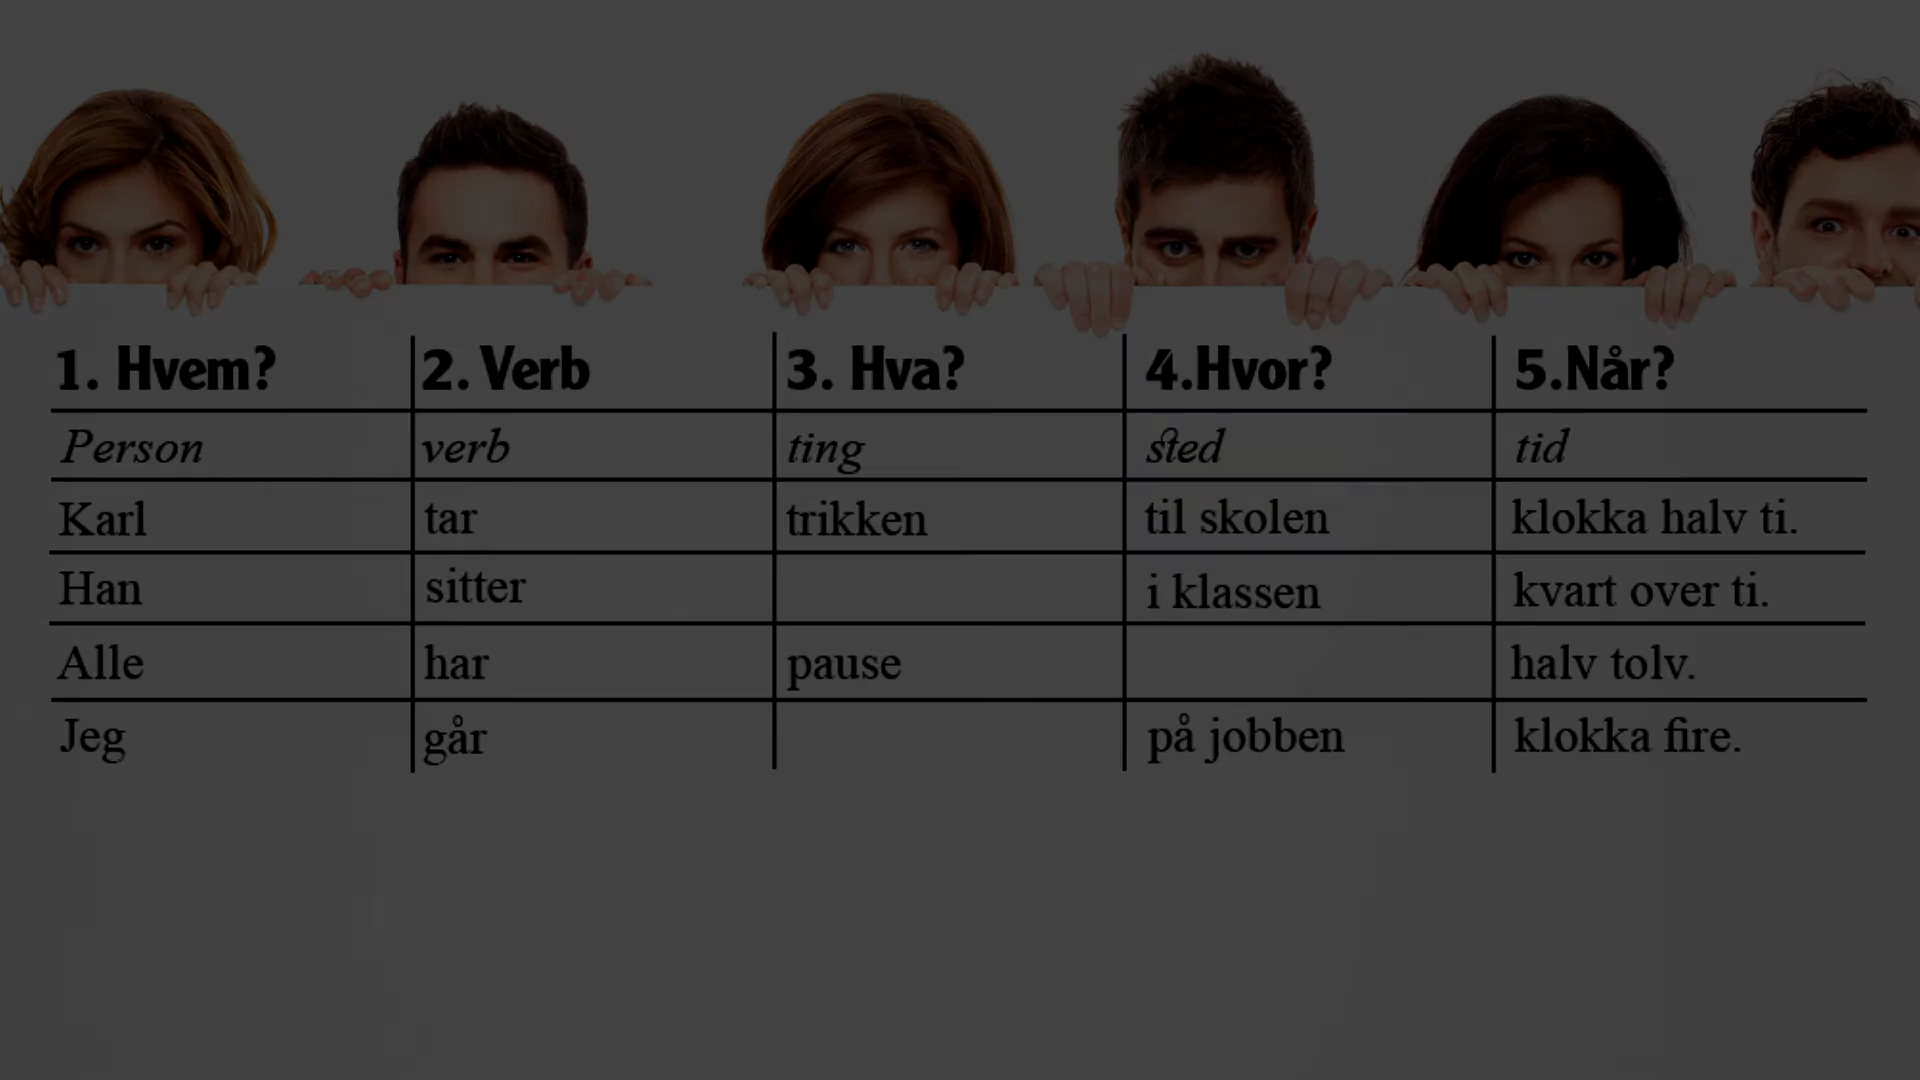 1. Hvem? 2. Verb 3. Hva? 4.Hvor? 5.Når?
Person verb ting sted tid
Karl tar trikken til skolen klokka halv ti.
Han sitter i klassen kvart over ti.
Alle har pause halv tolv.
Jeg går på jobben klokka fire.